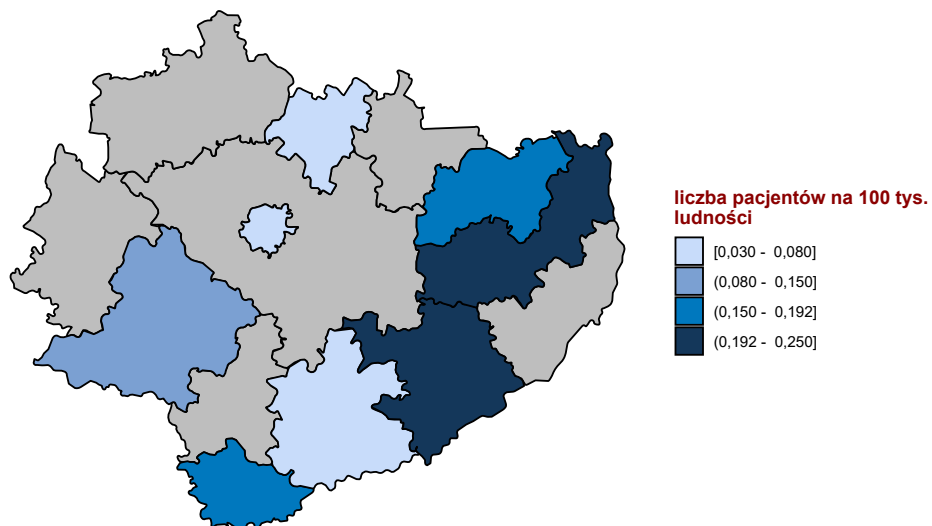 liczba pacjentów na 100 tys.
ludności
[0,030 - 0,080]
(0,080 - 0,150]
(0,150 - 0,192]
(0,192 - 0,250]